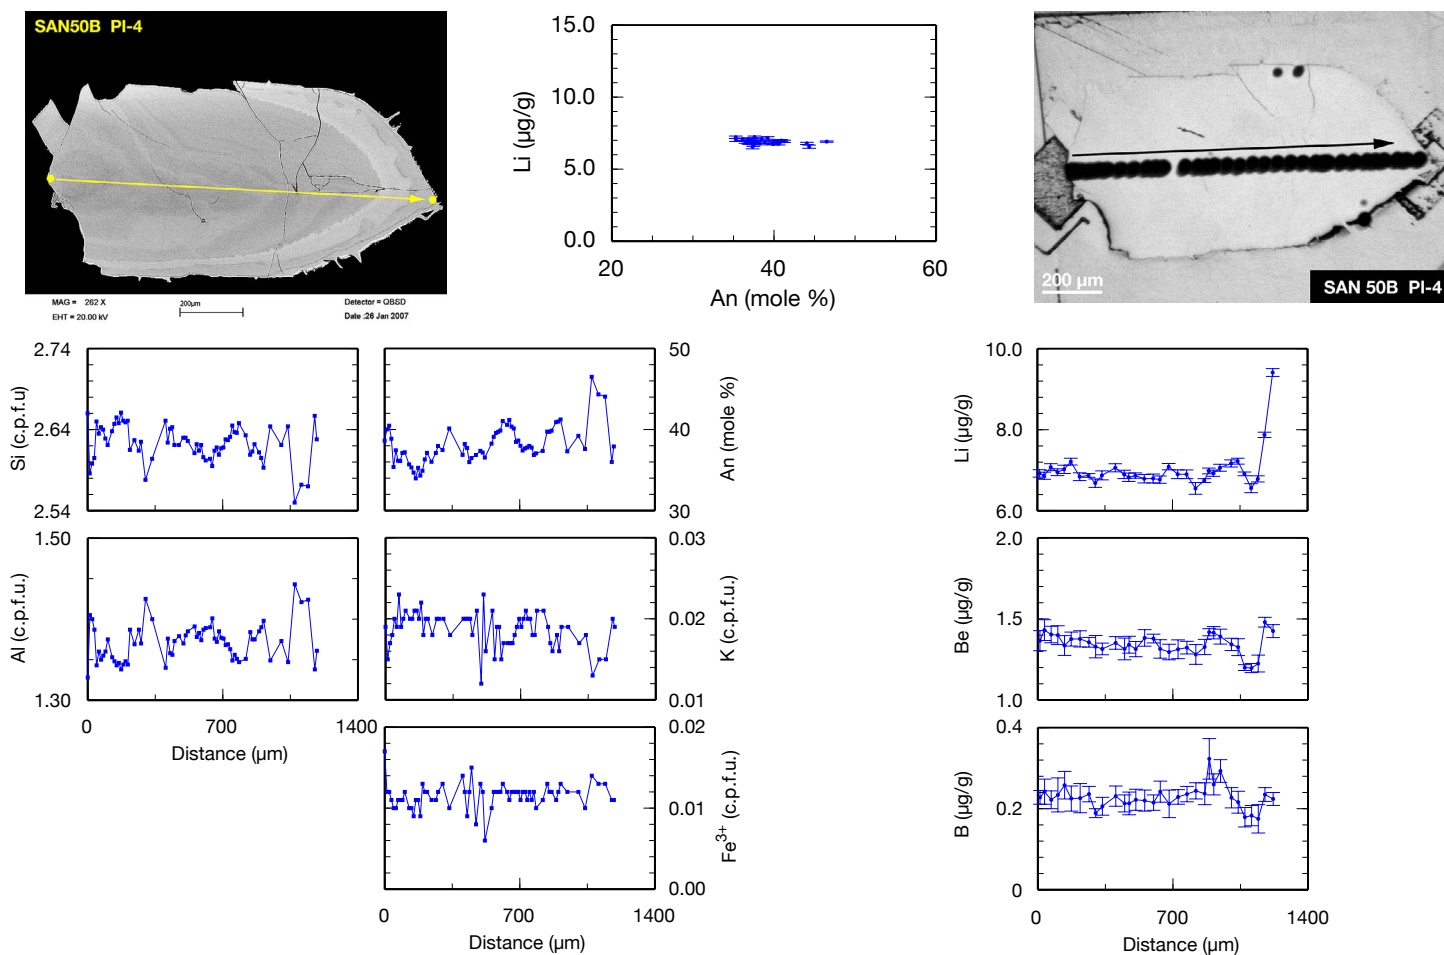 SAN50B PI-4
MAG = 262 X
EHT = 20.00 kV
200µm
Detector = QBSD
Date :26 Jan 2007
15.0
10.0
5.0
0.0
Li (µg/g)
20
40
60
An (mole %)
200 µm
SAN 50B PI-4
2.74
2.64
2.54
Si (c.p.f.u)
50
40
30
An (mole %)
10.0
8.0
6.0
Li (µg/g)
1.50
1.40
1.30
Al (c.p.f.u.)
0
700
1400
Distance (µm)
0.03
0.02
0.01
K (c.p.f.u.)
2.0
1.5
1.0
Be (µg/g)
0.02
0.01
0.00
Fe3+ (c.p.f.u.)
0
700
1400
Distance (µm)
0.4
0.2
0
B (µg/g)
0
700
1400
Distance (µm)